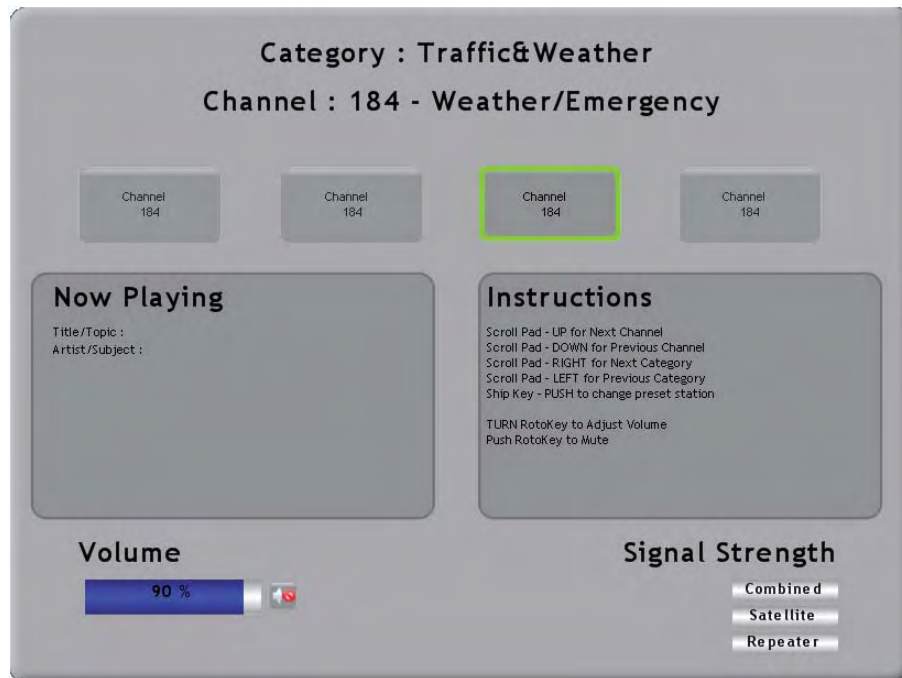 Category : Traffic&Weather
Channel : 184 - Weather/Emergency
Channel
184
Channel
184
Channel
184
Channel
184
Now Playing
Title/Topic :
Artist/Subject :
Instructions
Scroll Pad - UP for Next Channel
Scroll Pad - DOWN for Previous Channel
Scroll Pad - RIGHT for Next Category
Scroll Pad - LEFT for Previous Category
Ship Key - PUSH to change preset station
TURN RotoKey to Adjust Volume
Push RotoKey to Mute
Volume
90 %
Signal Strength
Combined
Satellite
Repeater